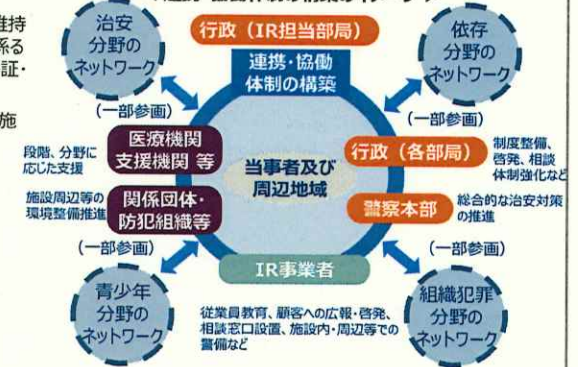 維持
係る
証・
施
治安
分野の
ネットワーク
行政（IR担当部局）
連携・協働
体制の構築
依存
分野の
ネットワーク
（一部参画）
（一部参画）
段階、分野に
応じた支援
医療機関
支援機関 等
当事者及び
周辺地域
行政（各部局）
制度整備、
啓発、相談
体制強化など
施設周辺等の
環境整備推進
関係団体・
防犯組織等
警察本部
総合的な治安対策
の推進
（一部参画）
（一部参画）
IR事業者
青少年
分野の
ネットワーク
従業員教育、顧客への広報・啓発、
相談窓口設置、施設内・周辺等での
警備など
組織犯罪
分野の
ネットワーク